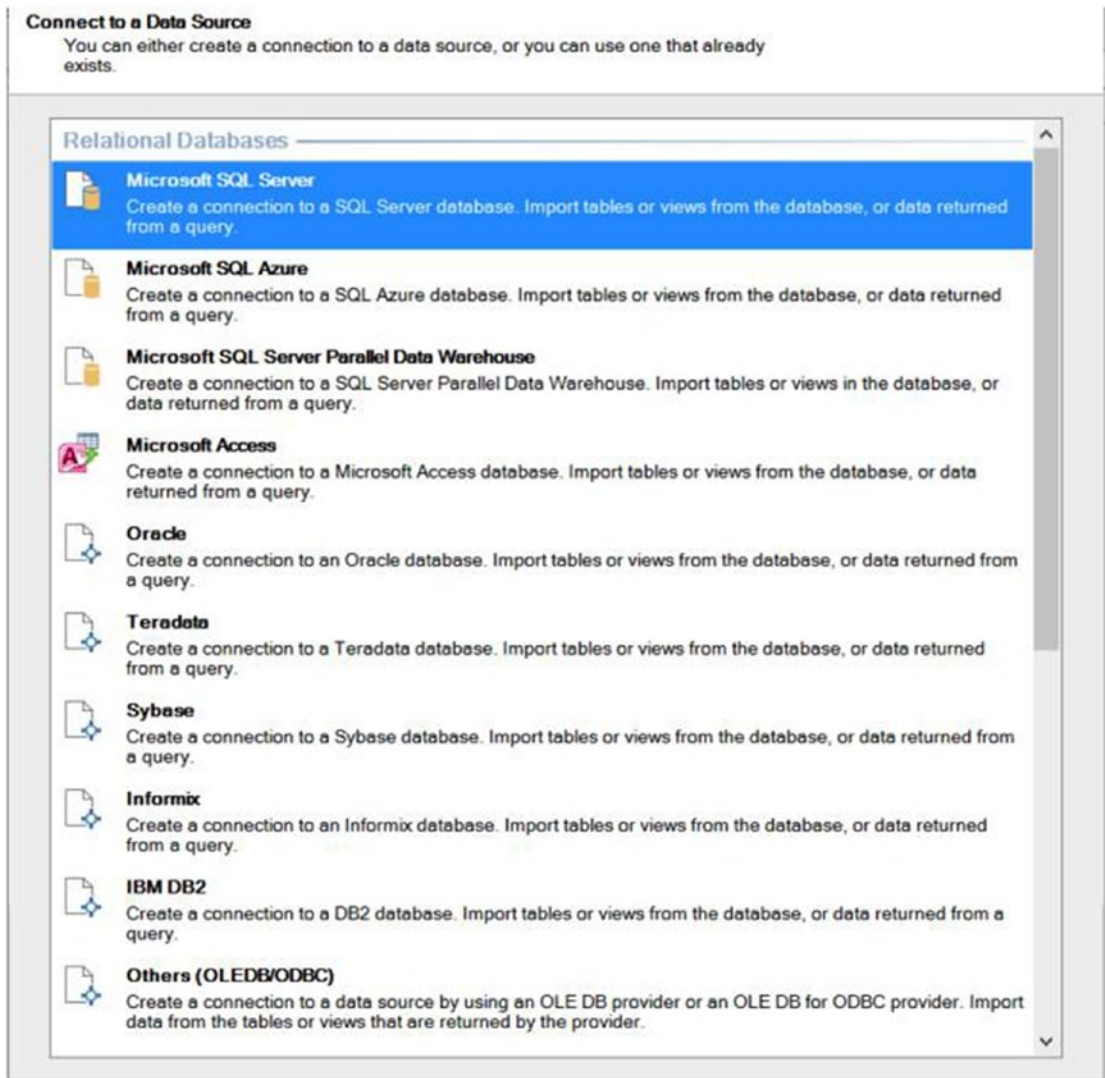 Connect to a Data Source
You can either create a connection to a data source, or you can use one that already
exists.
Relational Databases
Microsoft SQL Server
Create a connection to a SQL Server database. Import tables or views from the database, or data returned
from a query.
Microsoft SQL Azure
Create a connection to a SQL Azure database. Import tables or views from the database, or data returned
from a query.
Microsoft SQL Server Parallel Data Warehouse
Create a connection to a SQL Server Parallel Data Warehouse. Import tables or views in the database, or
data returned from a query.
Microsoft Access
Create a connection to a Microsoft Access database. Import tables or views from the database, or data
returned from a query.
Oracle
Create a connection to an Oracle database. Import tables or views from the database, or data returned from
a query.
Teradata
Create a connection to a Teradata database. Import tables or views from the database, or data returned
from a query.
Sybase
Create a connection to a Sybase database. Import tables or views from the database, or data returned from
a query.
Informix
Create a connection to an Informix database. Import tables or views from the database, or data returned
from a query.
IBM DB2
Create a connection to a DB2 database. Import tables or views from the database, or data returned from a
query.
Others (OLEDB/ODBC)
Create a connection to a data source by using an OLE DB provider or an OLE DB for ODBC provider. Import
data from the tables or views that are returned by the provider.